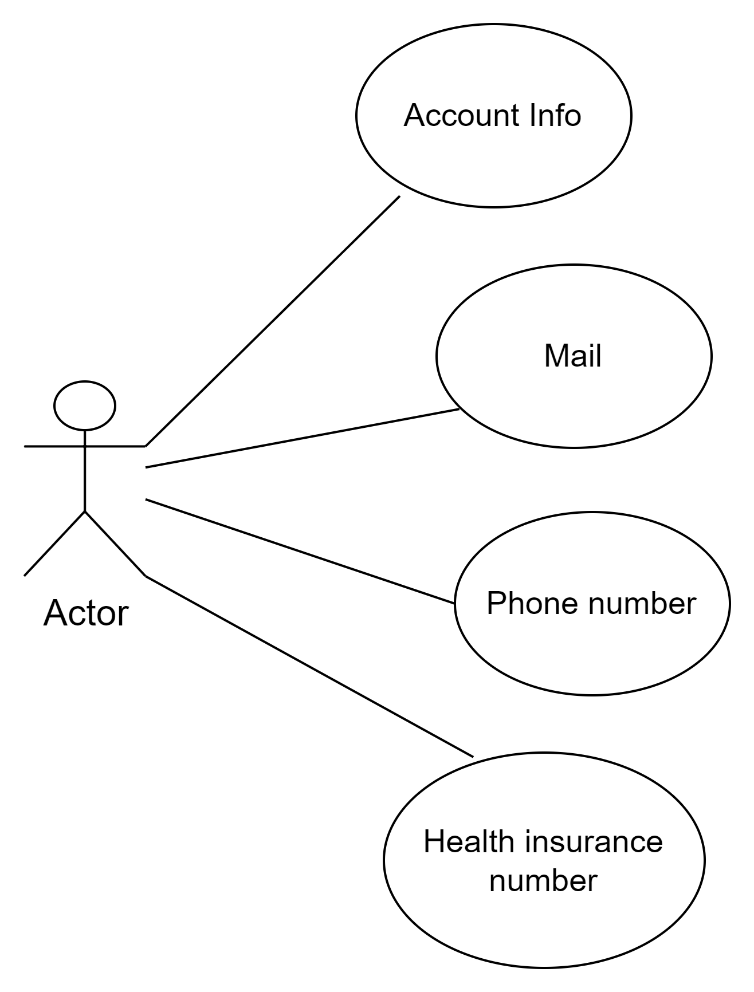 Account Info
Mail
Phone number
Actor
Health insurance
number